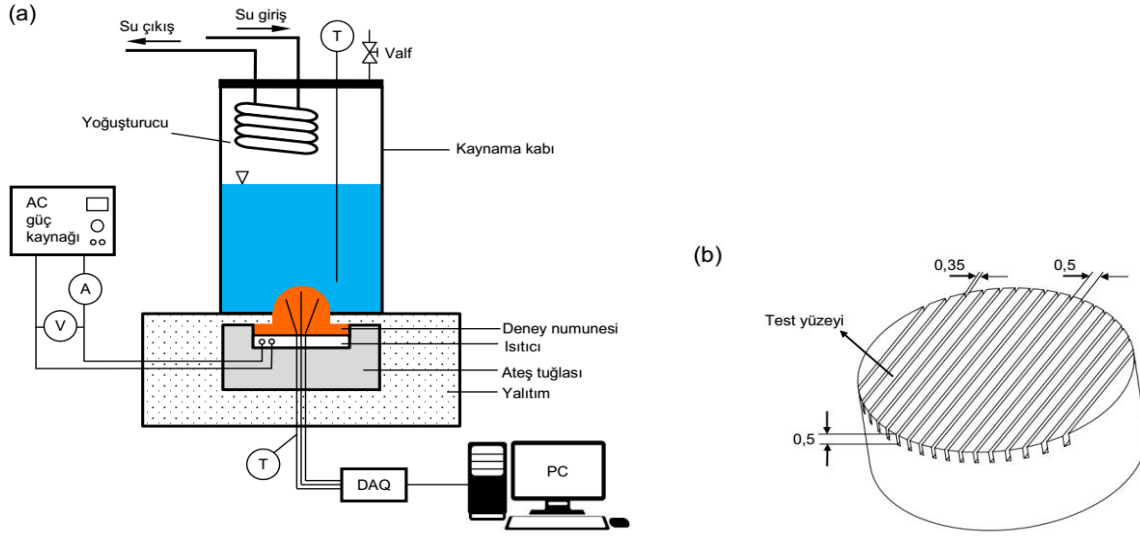 (a)
Su çıkış
Su giriş
T
Valf
Yoğuşturucu
Kaynama kabı
AC
güç
kaynağı
A
V
Deney numunesi
Isıtıcı
Ateş tuğlası
Yalıtım
T
DAQ
PC
(b)
0,35
0,5
Test yüzeyi
0,5